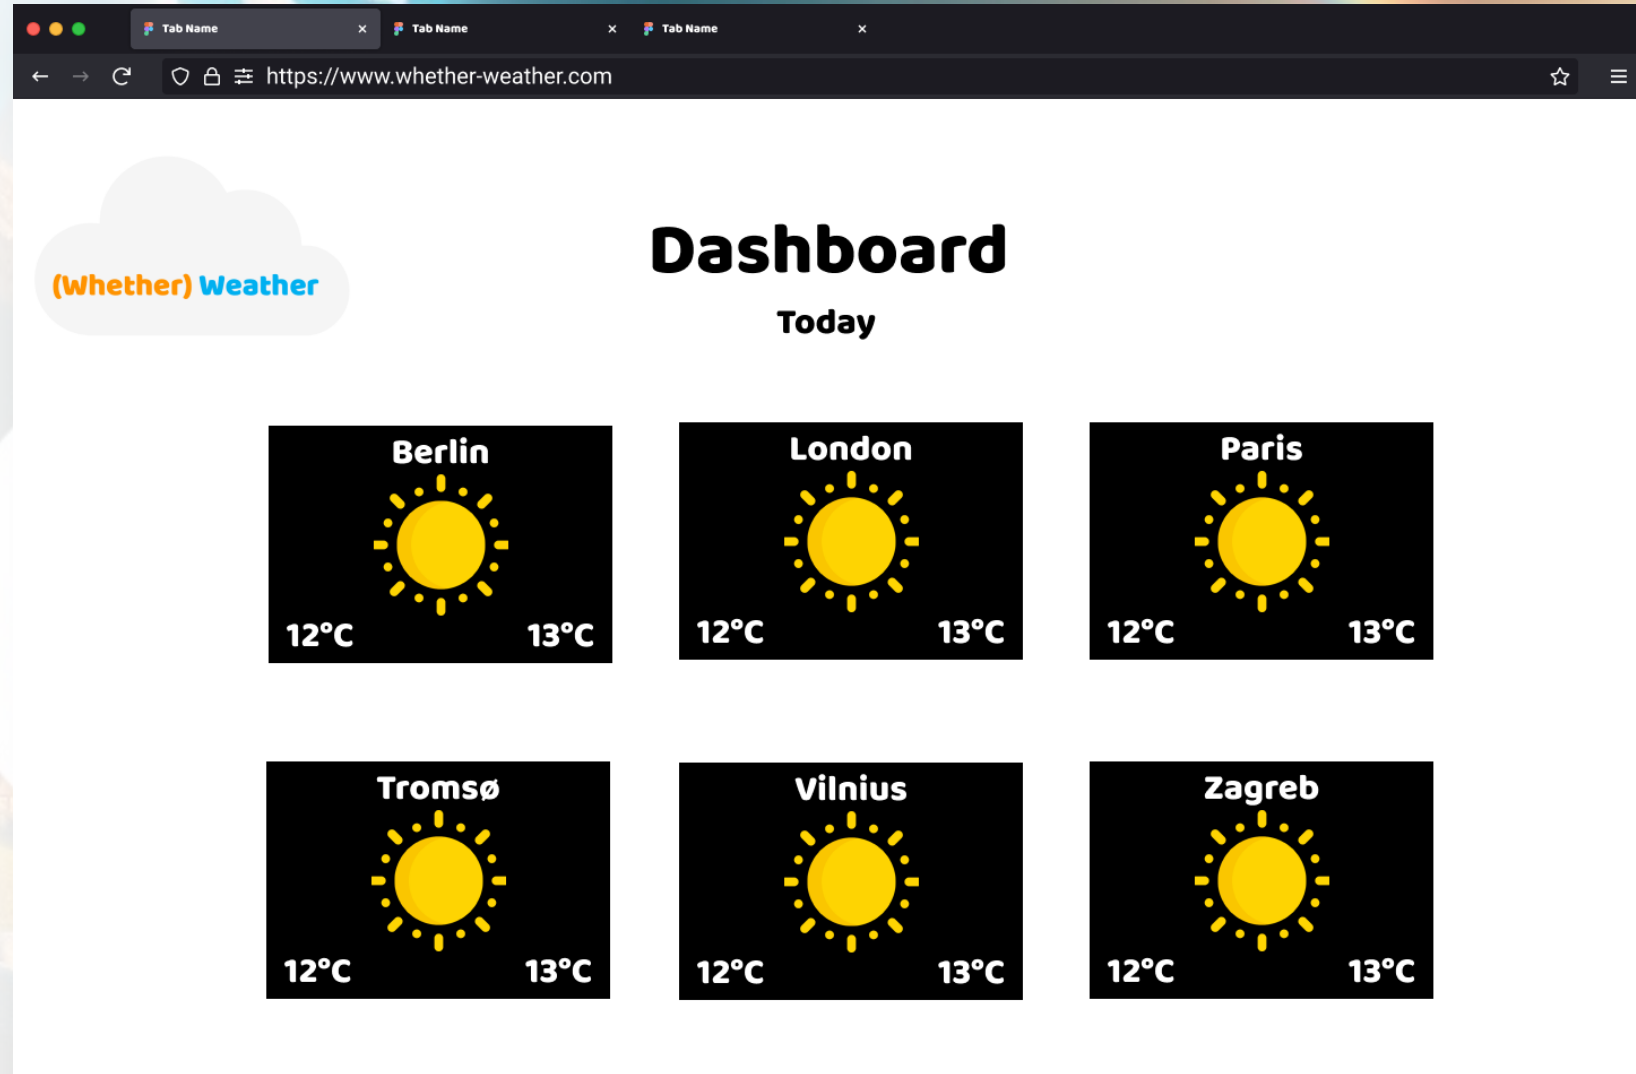 Tab Name
Tab Name
Tab Name
https://www.whether-weather.com
(Whether) Weather
Dashboard
Today
Berlin
12°C 13°C
London
12°C 13°C
Paris
12°C 13°C
Tromsø
12°C 13°C
Vilnius
12°C 13°C
Zagreb
12°C 13°C